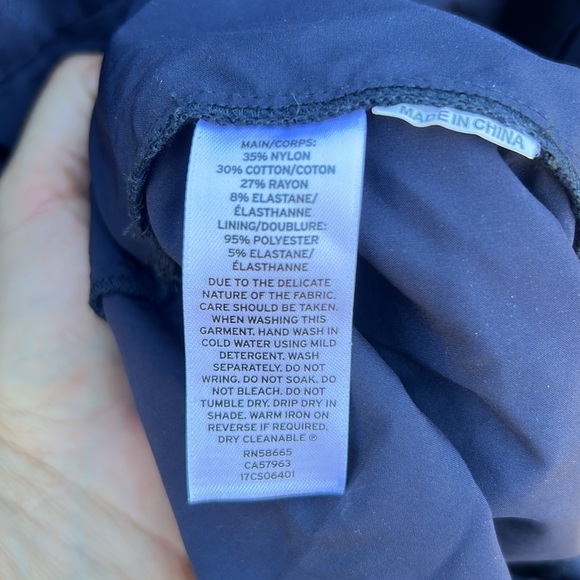 MAIN/CORPS:
35% NYLON
30% COTTON/COTON
27% RAYON
8% ELASTANE/
ÉLASTHANNE
LINING/DOUBLURE:
95% POLYESTER
5% ELASTANE/
ÉLASTHANNE
DUE TO THE DELICATE
NATURE OF THE FABRIC.
CARE SHOULD BE TAKEN.
WHEN WASHING THIS
GARMENT. HAND WASH IN
COLD WATER USING MILD
DETERGENT. WASH
SEPARATELY. DO NOT
WRING. DO NOT SOAK. DO
NOT BLEACH. DO NOT
TUMBLE DRY. DRIP DRY IN
SHADE. WARM IRON ON
REVERSE IF REQUIRED.
DRY CLEANABLE Ⓟ
RN58665
CA57963
17CS06401
MADE IN CHINA